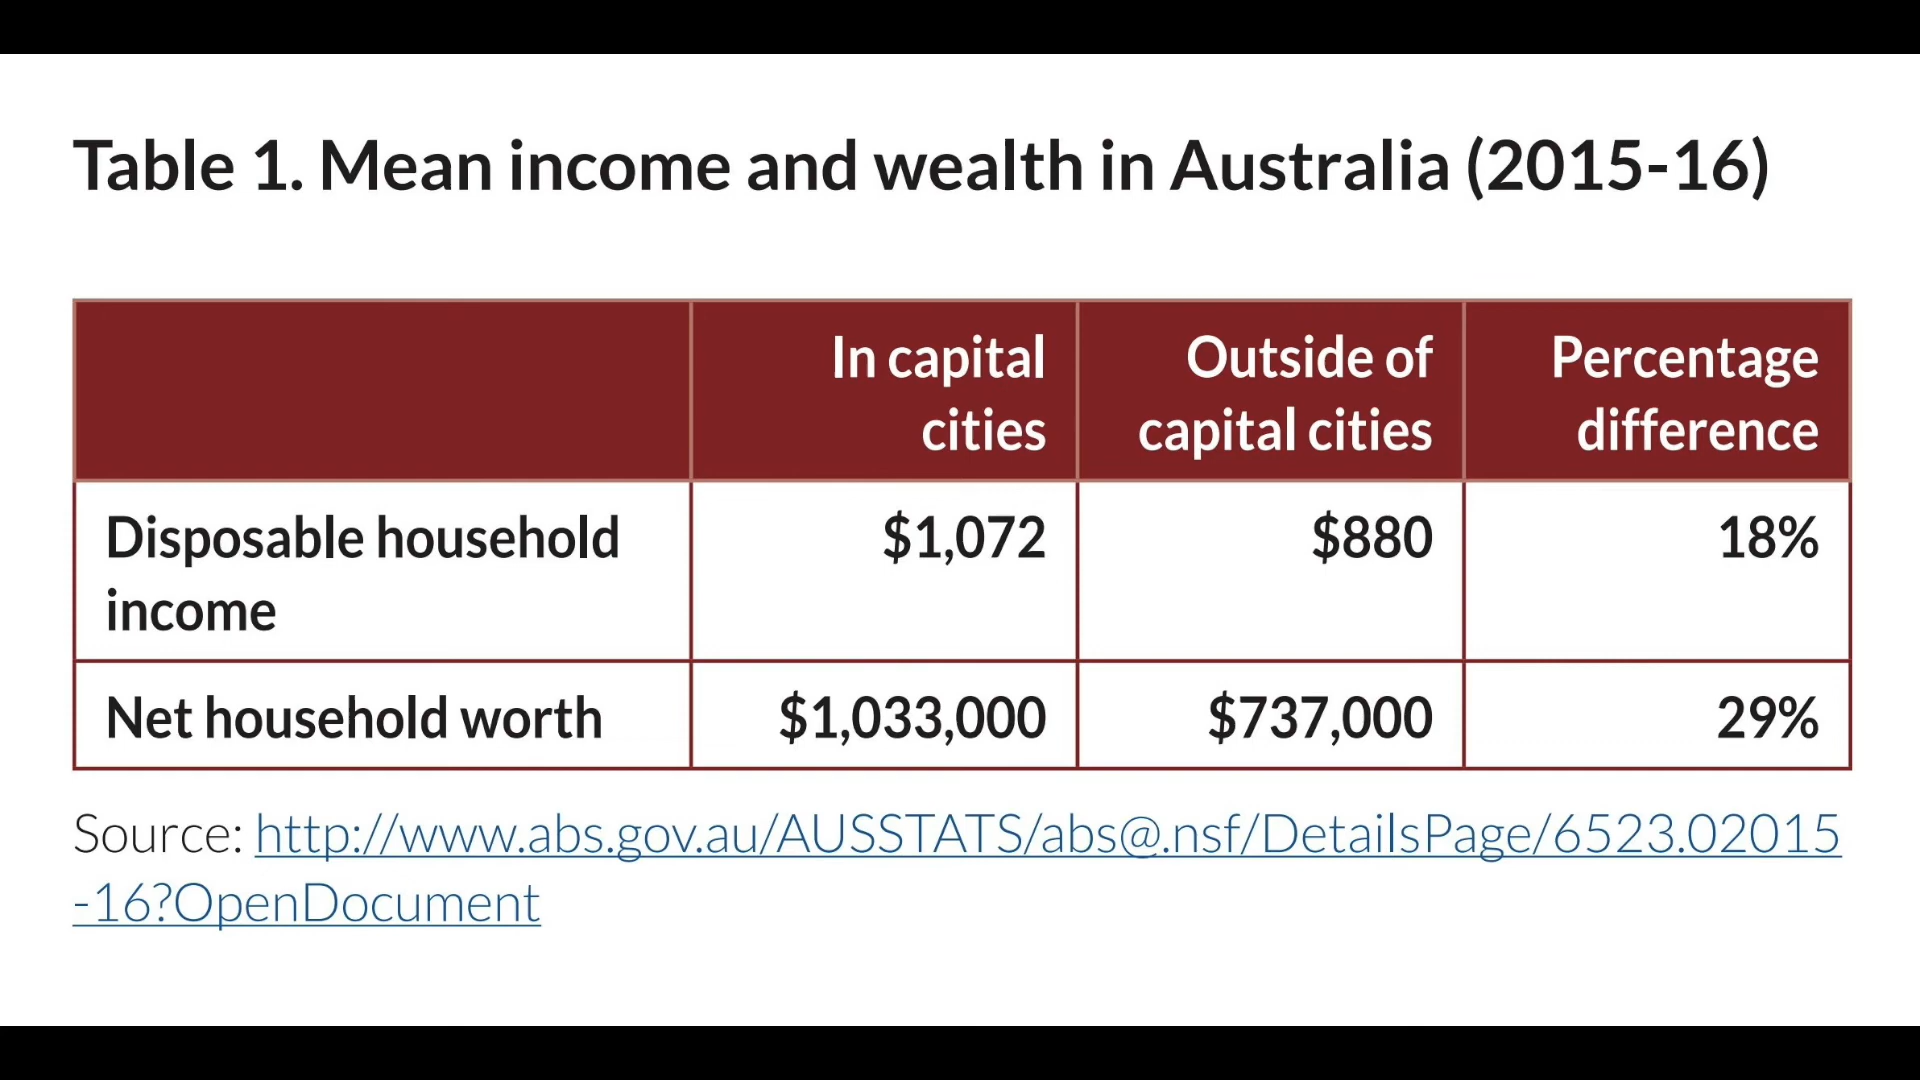 Table 1. Mean income and wealth in Australia (2015-16)
In capital
cities
Outside of
capital cities
Percentage
difference
Disposable household
income
$1,072
$880
18%
Net household worth
$1,033,000
$737,000
29%
Source: http://www.abs.gov.au/AUSSTATS/abs@.nsf/DetailsPage/6523.02015
-16?OpenDocument